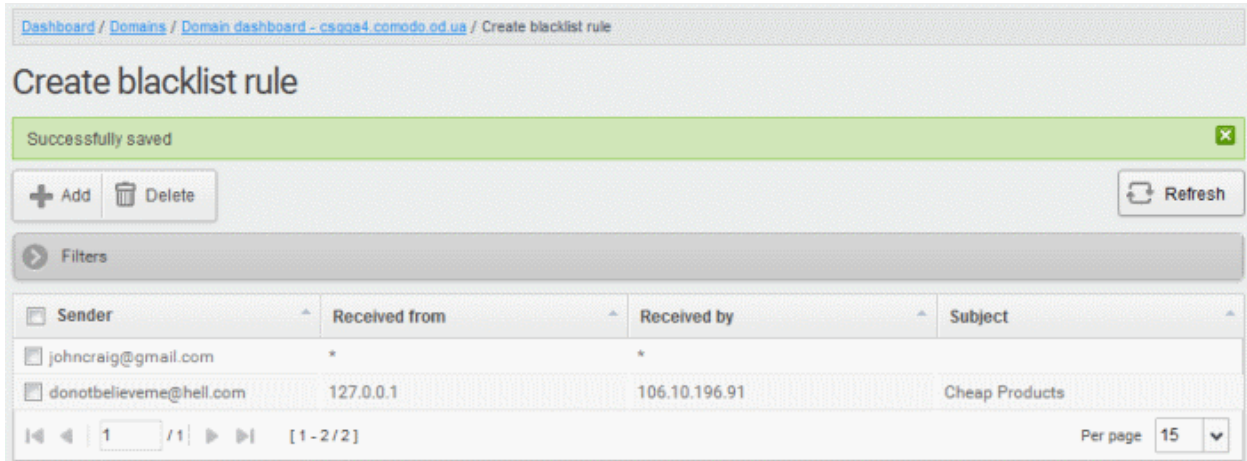 Dashboard / Domains / Domain dashboard - csqqa4.comodo.od.ua / Create blacklist rule
Create blacklist rule
Successfully saved
Add Delete Refresh
Filters
Sender Received from Received by Subject
johncraig@gmail.com * *
donotbelieveme@hell.com 127.0.0.1 106.10.196.91 Cheap Products
1 /1 [ 1 - 2 / 2 ] Per page 15